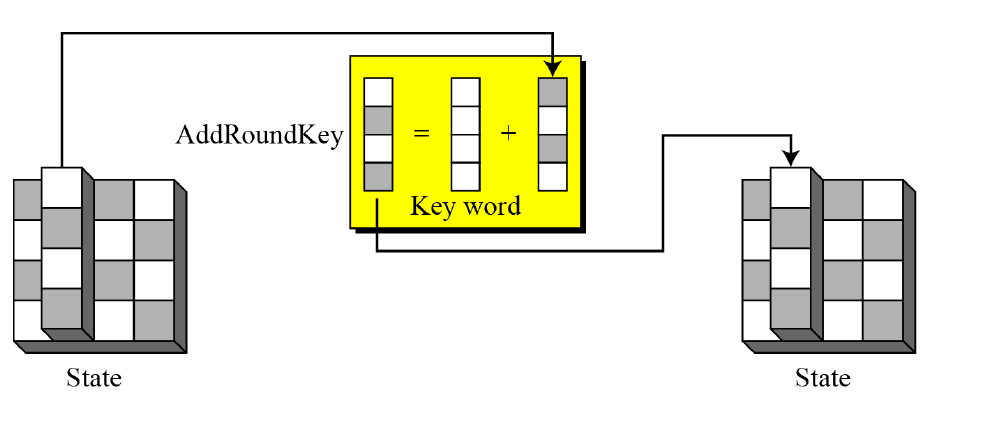 AddRoundKey
=
+
Key word
State
State